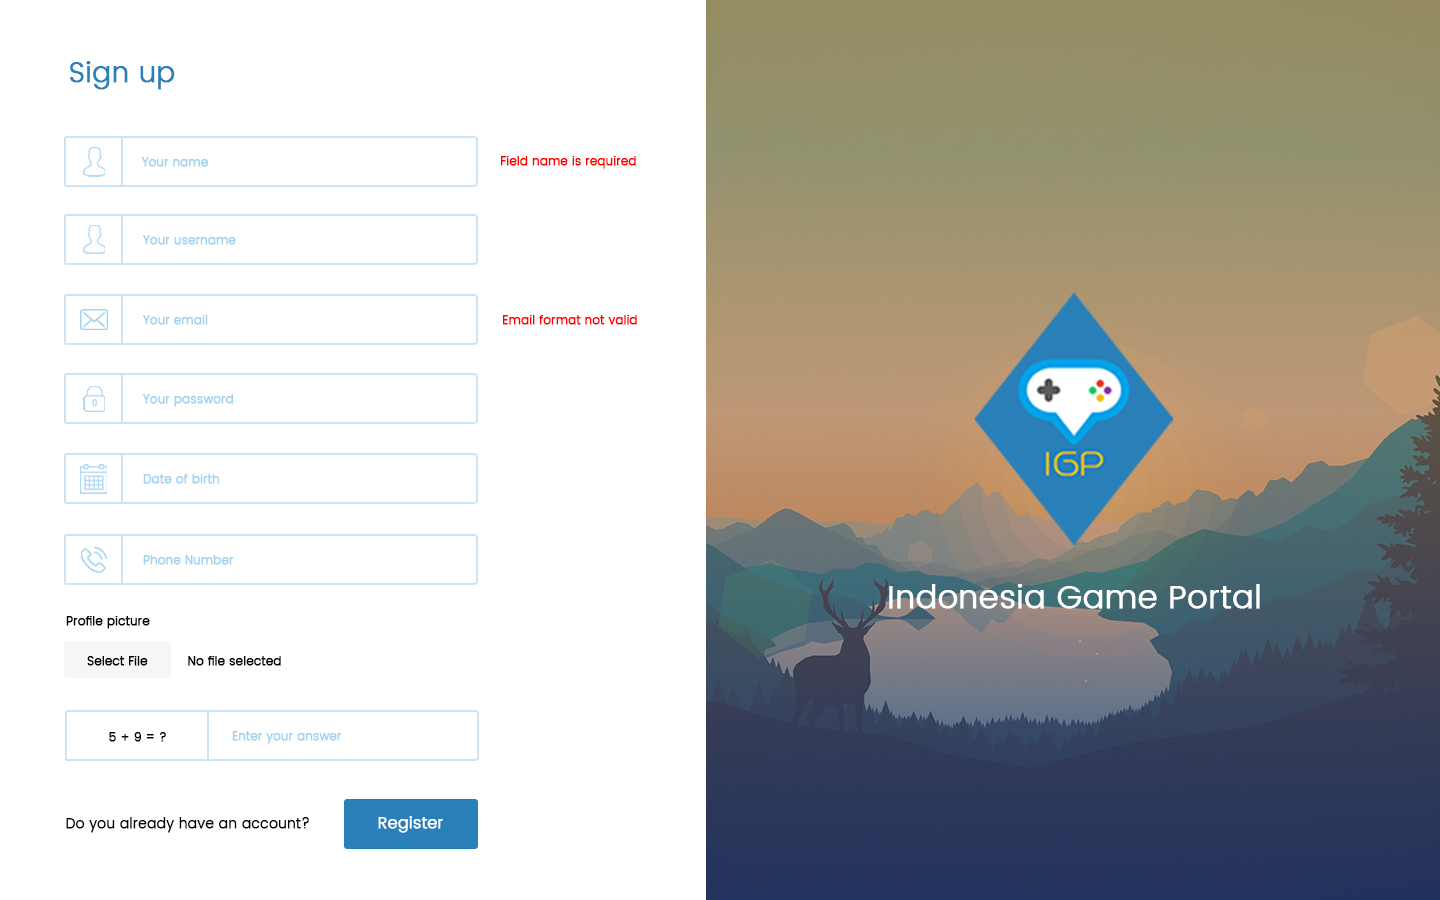 Sign up
Your name
Field name is required
Your username
Your email
Email format not valid
Your password
Date of birth
Phone Number
Profile picture
Select File
No file selected
5 + 9 = ?
Enter your answer
Do you already have an account?
Register
IGP
Indonesia Game Portal